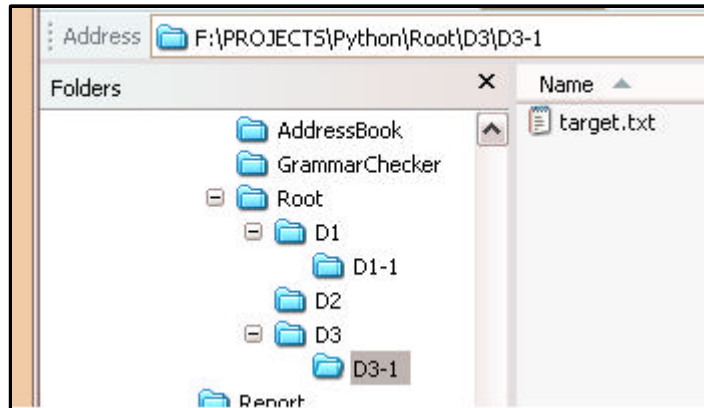 Address F:\PROJECTS\Python\Root\D3\D3-1
Folders
Name
AddressBook
target.txt
GrammarChecker
Root
D1
D1-1
D2
D3
D3-1
Report